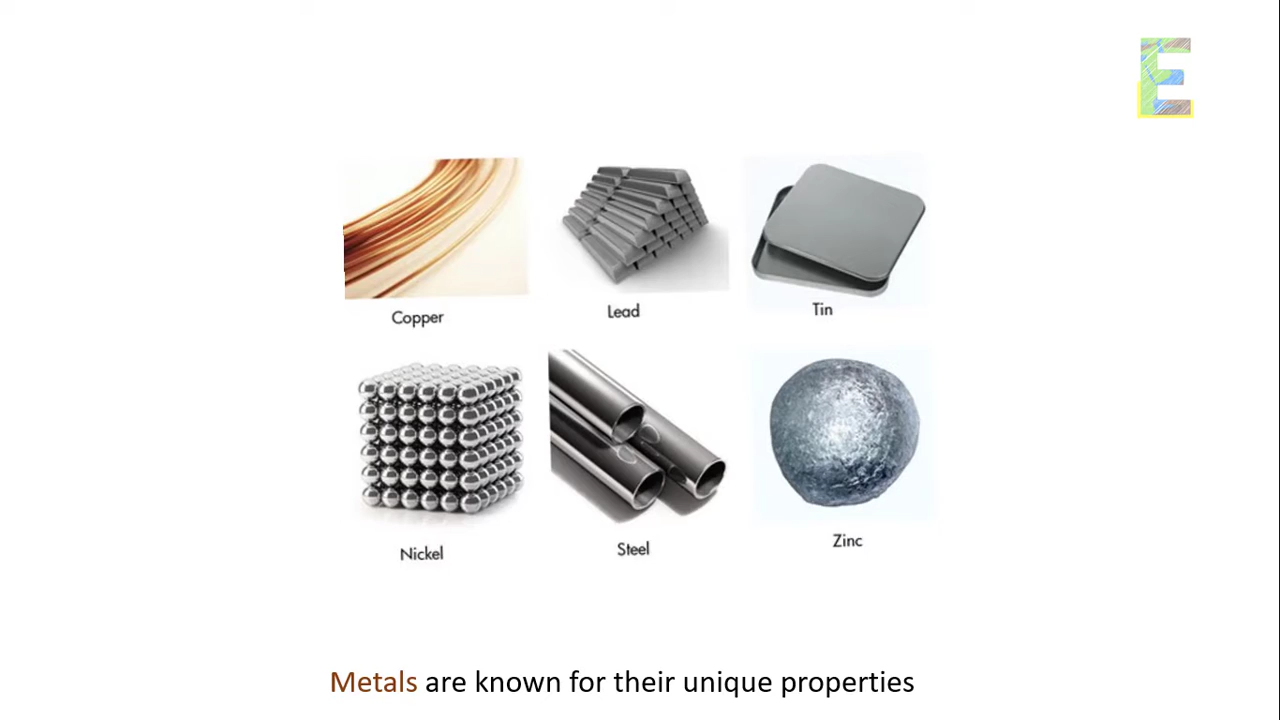 E
Copper
Lead
Tin
Nickel
Steel
Zinc
Metals are known for their unique properties